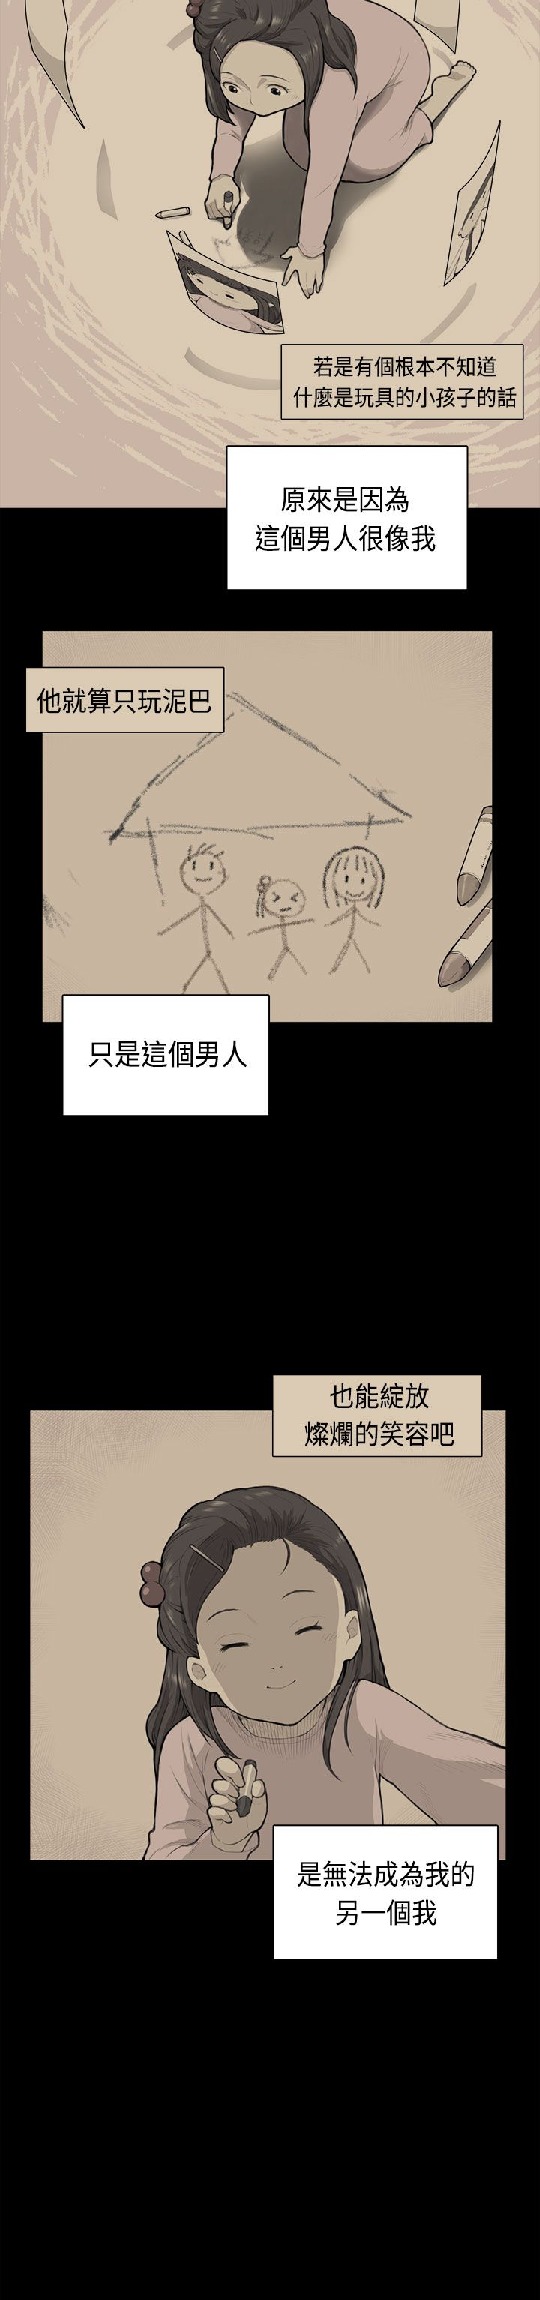 若是有個根本不知道
什麼是玩具的小孩子的話
原來是因為
這個男人很像我
他就算只玩泥巴
只是這個男人
也能綻放
燦爛的笑容吧
是無法成為我的
另一個我